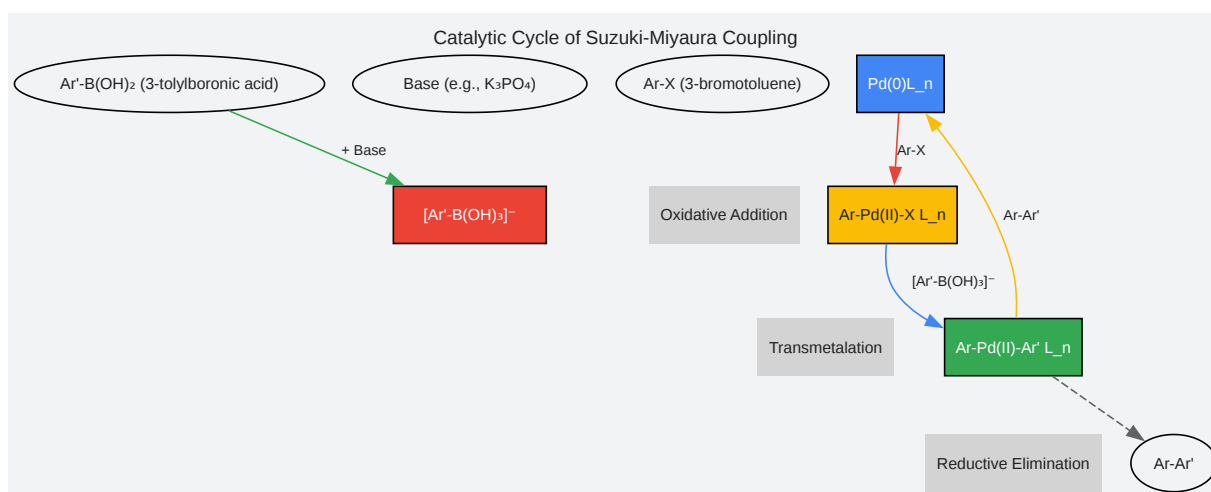 Catalytic Cycle of Suzuki-Miyaura Coupling
Ar'-B(OH)₂ (3-tolylboronic acid)
Base (e.g., K₃PO₄)
Ar-X (3-bromotoluene)
Pd(0)L_n
+ Base
Ar-X
[Ar'-B(OH)₃]⁻
Oxidative Addition
Ar-Pd(II)-X L_n
Ar-Ar'
[Ar'-B(OH)₃]⁻
Transmetalation
Ar-Pd(II)-Ar' L_n
Reductive Elimination
Ar-Ar'